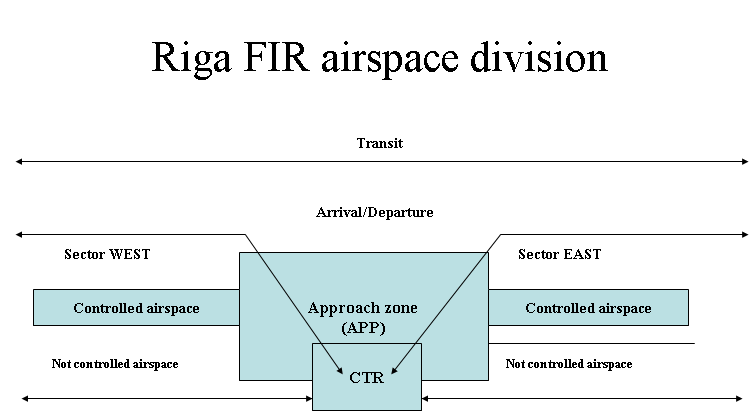 Riga FIR airspace division
Transit
Arrival/Departure
Sector WEST
Sector EAST
Controlled airspace
Approach zone
(APP)
Controlled airspace
Not controlled airspace
CTR
Not controlled airspace